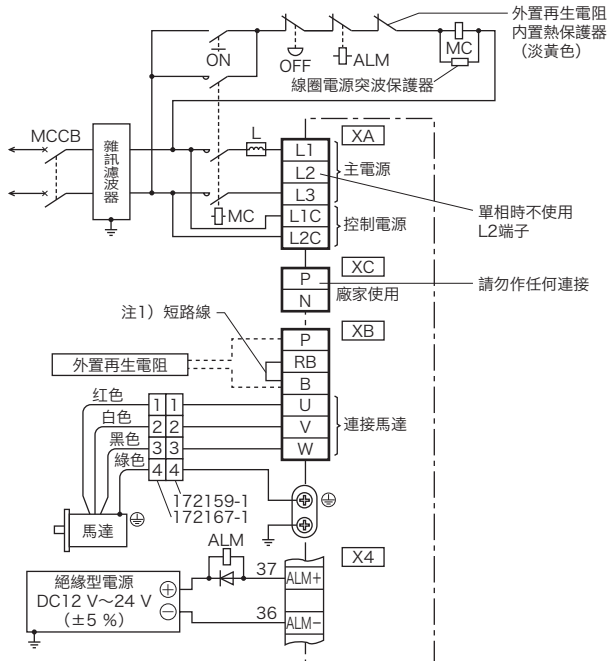 外置再生電阻
內置熱保護器
（淡黃色）
ON
OFF
ALM
MC
線圈電源突波保護器
MCCB
雜訊濾波器
L
XA
L1
L2
L3
主電源
MC
L1C
L2C
控制電源
單相時不使用
L2端子
XC
P
N
廠家使用
請勿作任何連接
注1）短路線
XB
P
RB
B
U
V
W
外置再生電阻
連接馬達
红色
1 1
白色
2 2
黑色
3 3
綠色
4 4
172159-1
172167-1
馬達
ALM
X4
絕緣型電源
DC12 V～24 V
（±5 %）
37
ALM+
36
ALM−